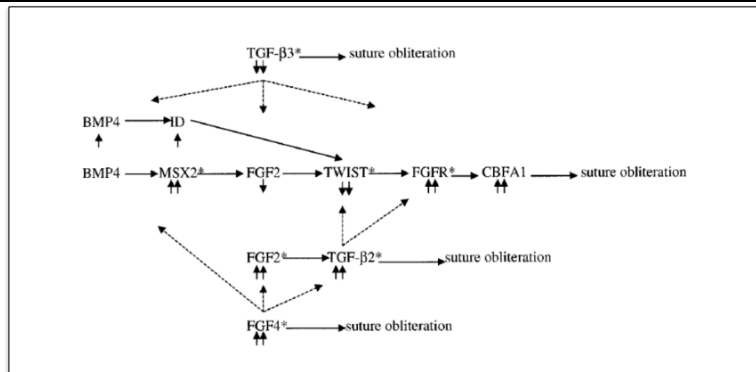 TGF-β3* suture obliteration
BMP4 ID
BMP4 MSX2* FGF2 TWIST* FGFR* CBFA1 suture obliteration
FGF2* TGF-β2* suture obliteration
FGF4* suture obliteration